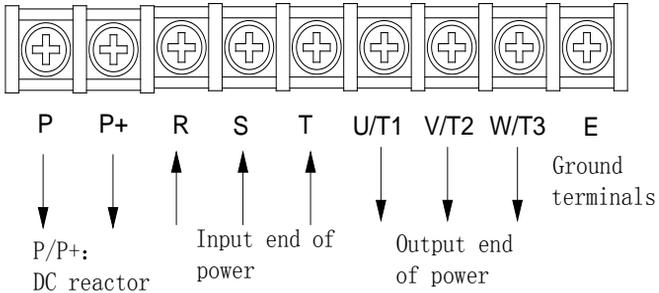 P P+ R S T U/T1 V/T2 W/T3 E
Ground
terminals
P/P+:
DC reactor
Input end of
power
Output end
of power